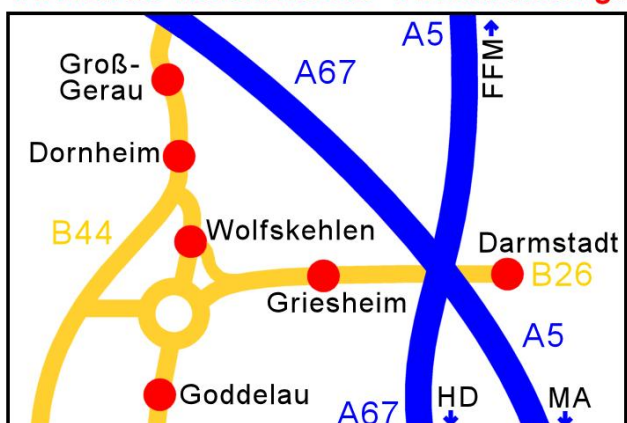 A5
FFM
A67
Groß-
Gerau
Dornheim
B44
Wolfskehlen
Darmstadt
B26
Griesheim
A5
Goddelau
A67
HD
MA